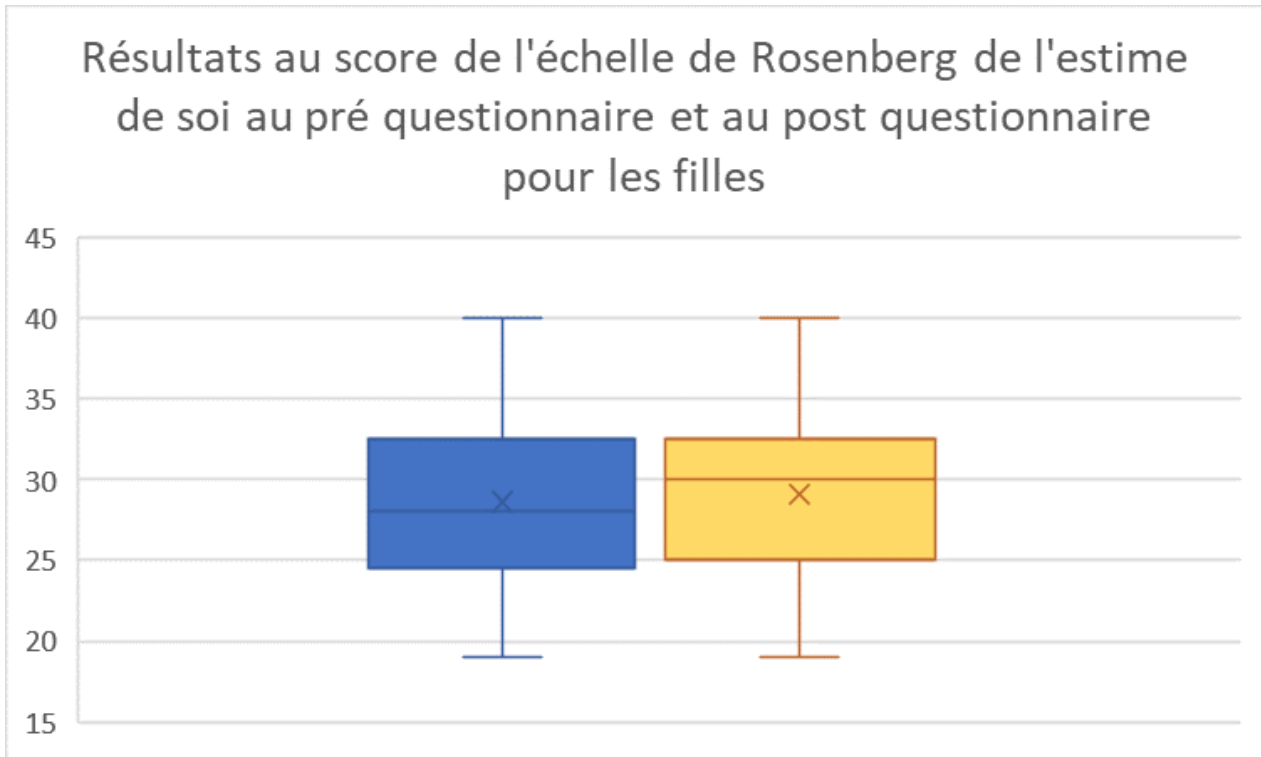 Résultats au score de l'échelle de Rosenberg de l'estime
de soi au pré questionnaire et au post questionnaire
pour les filles
45
40
35
30
25
20
15